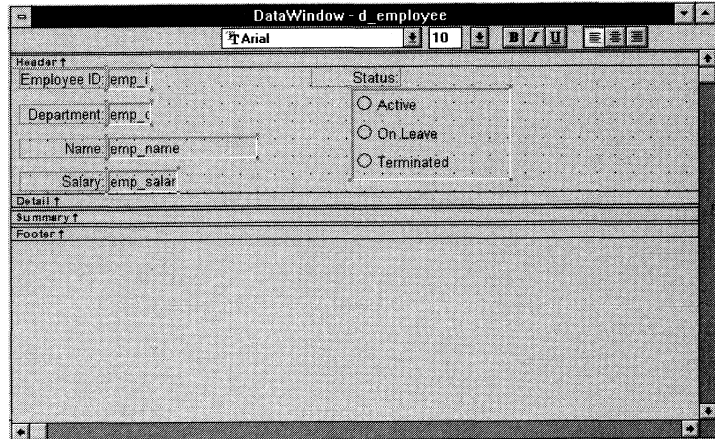 DataWindow - d_employee
Arial 10 B I U
Header ↑
Employee ID: emp_i
Status:
Active
Department: emp_d
On Leave
Name: emp_name
Terminated
Salary: emp_salar
Detail ↑
Summary ↑
Footer ↑